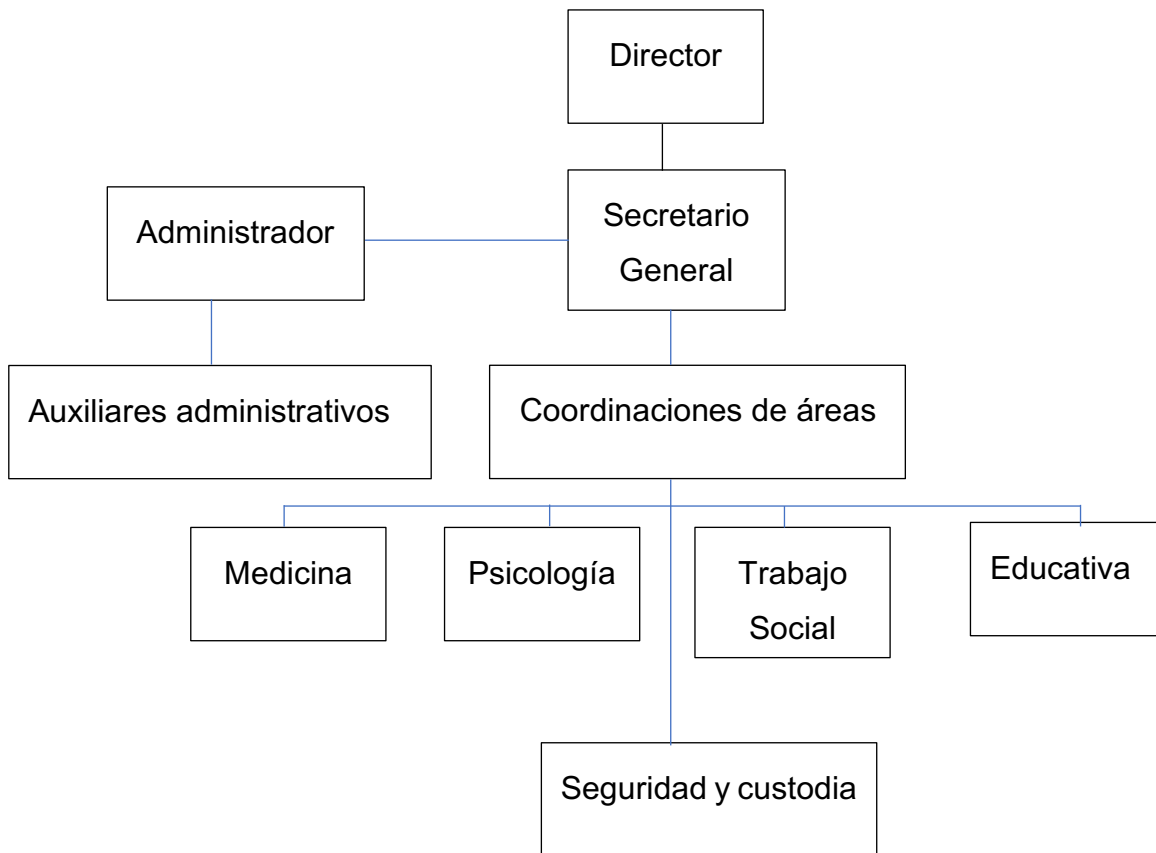 Director
Administrador
Secretario
General
Auxiliares administrativos
Coordinaciones de áreas
Medicina
Psicología
Trabajo
Social
Educativa
Seguridad y custodia